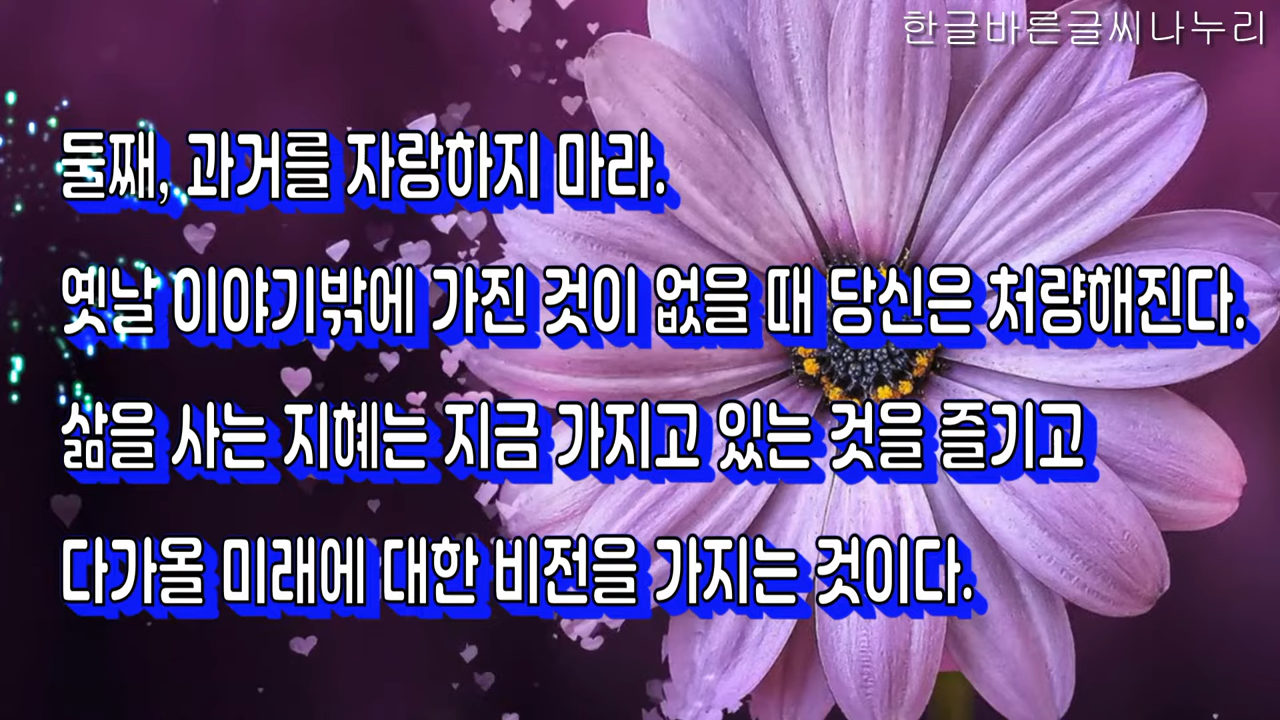 한글바른글씨나누리
둘째, 과거를 자랑하지 마라.
옛날 이야기밖에 가진 것이 없을 때 당신은 처량해진다.
삶을 사는 지혜는 지금 가지고 있는 것을 즐기고
다가올 미래에 대한 비전을 가지는 것이다.